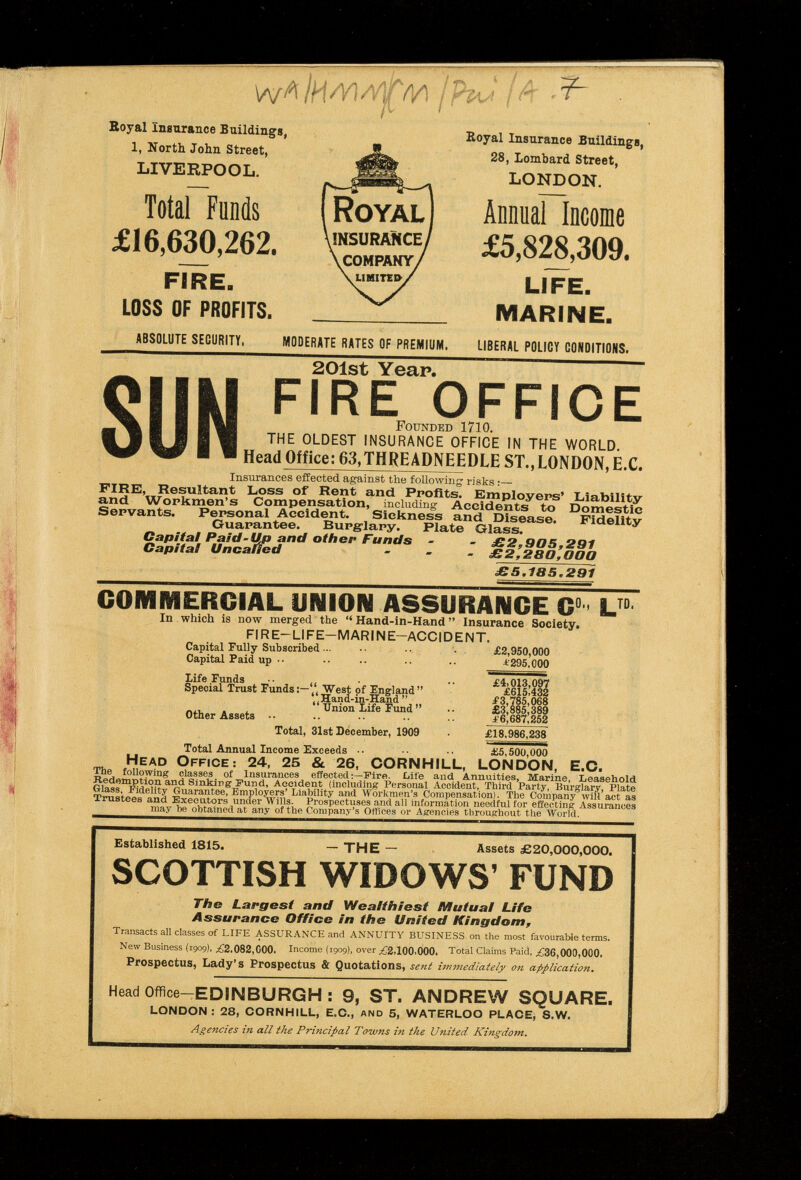 Royal Insurance Buildings,
1, North John Street,
LIVERPOOL.
Total Funds
£16,630,262.
FIRE.
LOSS OF PROFITS.
ROYAL
INSURANCE
COMPANY
LIMITED
Royal Insurance Buildings,
28, Lombard Street,
LONDON.
Annual Income
£5,828,309.
LIFE.
MARINE.
ABSOLUTE SECURITY. MODERATE RATES OF PREMIUM. LIBERAL POLICY CONDITIONS.
201st Year.
SUN FIRE OFFICE
FOUNDED 1710.
THE OLDEST INSURANCE OFFICE IN THE WORLD.
Head Office: 63, THREADNEEDLE ST., LONDON, E.C.
Insurances effected against the following risks:—
FIRE, Resultant Loss of Rent and Profits. Employers' Liability
and Workmen's Compensation, including Accidents to Domestic
Servants. Personal Accident. Sickness and Disease. Fidelity
Guarantee. Burglary. Plate Glass.
Capital Paid-Up and other Funds - - £2,905,291
Capital Uncalled - - - £2,280,000
£5,185,291
COMMERCIAL UNION ASSURANCE CO., LTD.
In which is now merged the "Hand-in-Hand" Insurance Society.
FIRE—LIFE—MARINE—ACCIDENT.
Capital Fully Subscribed ... .. .. . £2,950,000
Capital Paid up .. .. .. .. .. £295,000
Life Funds .. .. .. £4,013,097
Special Trust Funds:—"West of England" £615,432
"Hand-in-Hand" £3,785,068
"Union Life Fund" .. £3,885,389
Other Assets .. .. .. .. .. £6,687,252
Total, 31st December, 1909 . £18,986,238
Total Annual Income Exceeds .. .. .. £5,500,000
HEAD OFFICE: 24, 25 & 26, CORNHILL, LONDON, E.C.
The following classes of Insurances effected:—Fire. Life and Annuities, Marine, Leasehold
Redemption and Sinking Fund, Accident (including Personal Accident, Third Party, Burglary, Plate
Glass, Fidelity Guarantee, Employers' Liability and Workmen's Compensation). The Company will act as
Trustees and Executors under Wills. Prospectuses and all information needful for effecting Assurances
may be obtained at any of the Company's Offices or Agencies throughout the World.
Established 1815. — THE — Assets £20,000,000.
SCOTTISH WIDOWS' FUND
The Largest and Wealthiest Mutual Life
Assurance Office in the United Kingdom,
Transacts all classes of LIFE ASSURANCE and ANNUITY BUSINESS on the most favourable terms.
New Business (1909), £2,082,000. Income (1909), over £2,100,000. Total Claims Paid, £36,000,000.
Prospectus, Lady's Prospectus & Quotations, sent immediately on application.
Head Office—EDINBURGH: 9, ST. ANDREW SQUARE.
LONDON: 28, CORNHILL, E.C., AND 5, WATERLOO PLACE, S.W.
Agencies in all the Principal Towns in the United Kingdom.